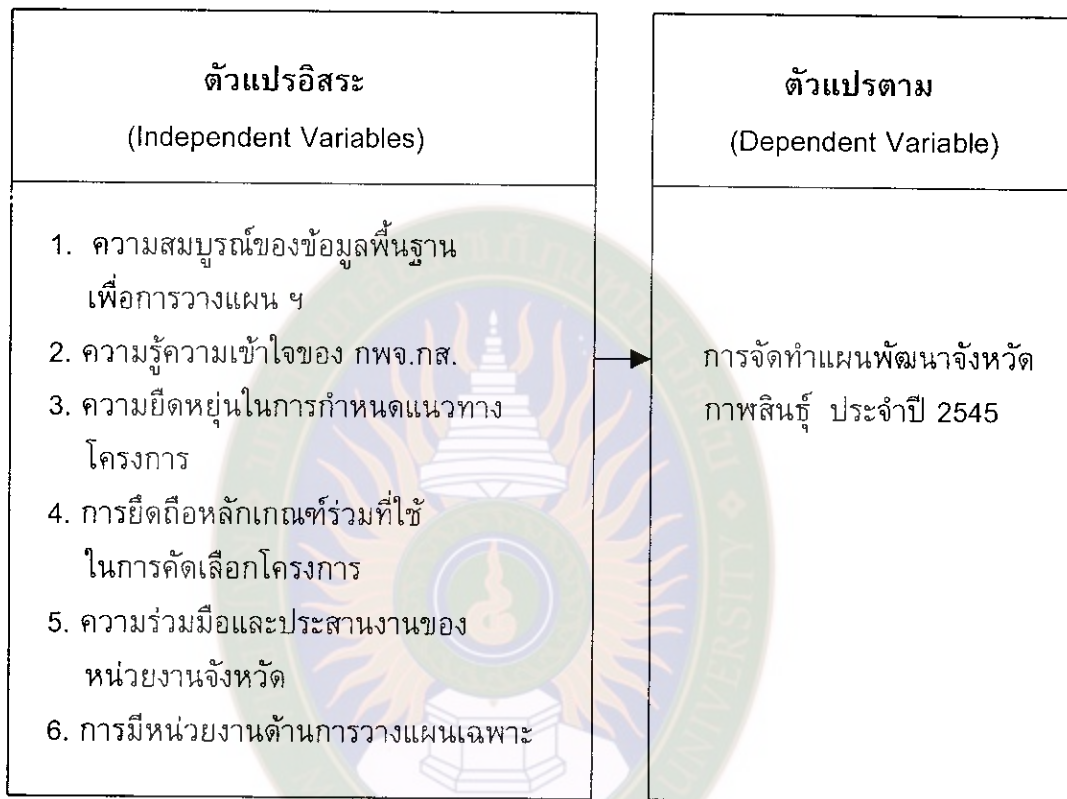 ตัวแปรอิสระ
(Independent Variables)
1. ความสมบูรณ์ของข้อมูลพื้นฐาน
เพื่อการวางแผน ฯ
2. ความรู้ความเข้าใจของ กพจ.กส.
3. ความยืดหยุ่นในการกำหนดแนวทาง
โครงการ
4. การยึดถือหลักเกณฑ์ร่วมที่ใช้
ในการคัดเลือกโครงการ
5. ความร่วมมือและประสานงานของ
หน่วยงานจังหวัด
6. การมีหน่วยงานด้านการวางแผนเฉพาะ
ตัวแปรตาม
(Dependent Variable)
การจัดทำแผนพัฒนาจังหวัด
กาฬสินธุ์ ประจำปี 2545
UNIVERSITY